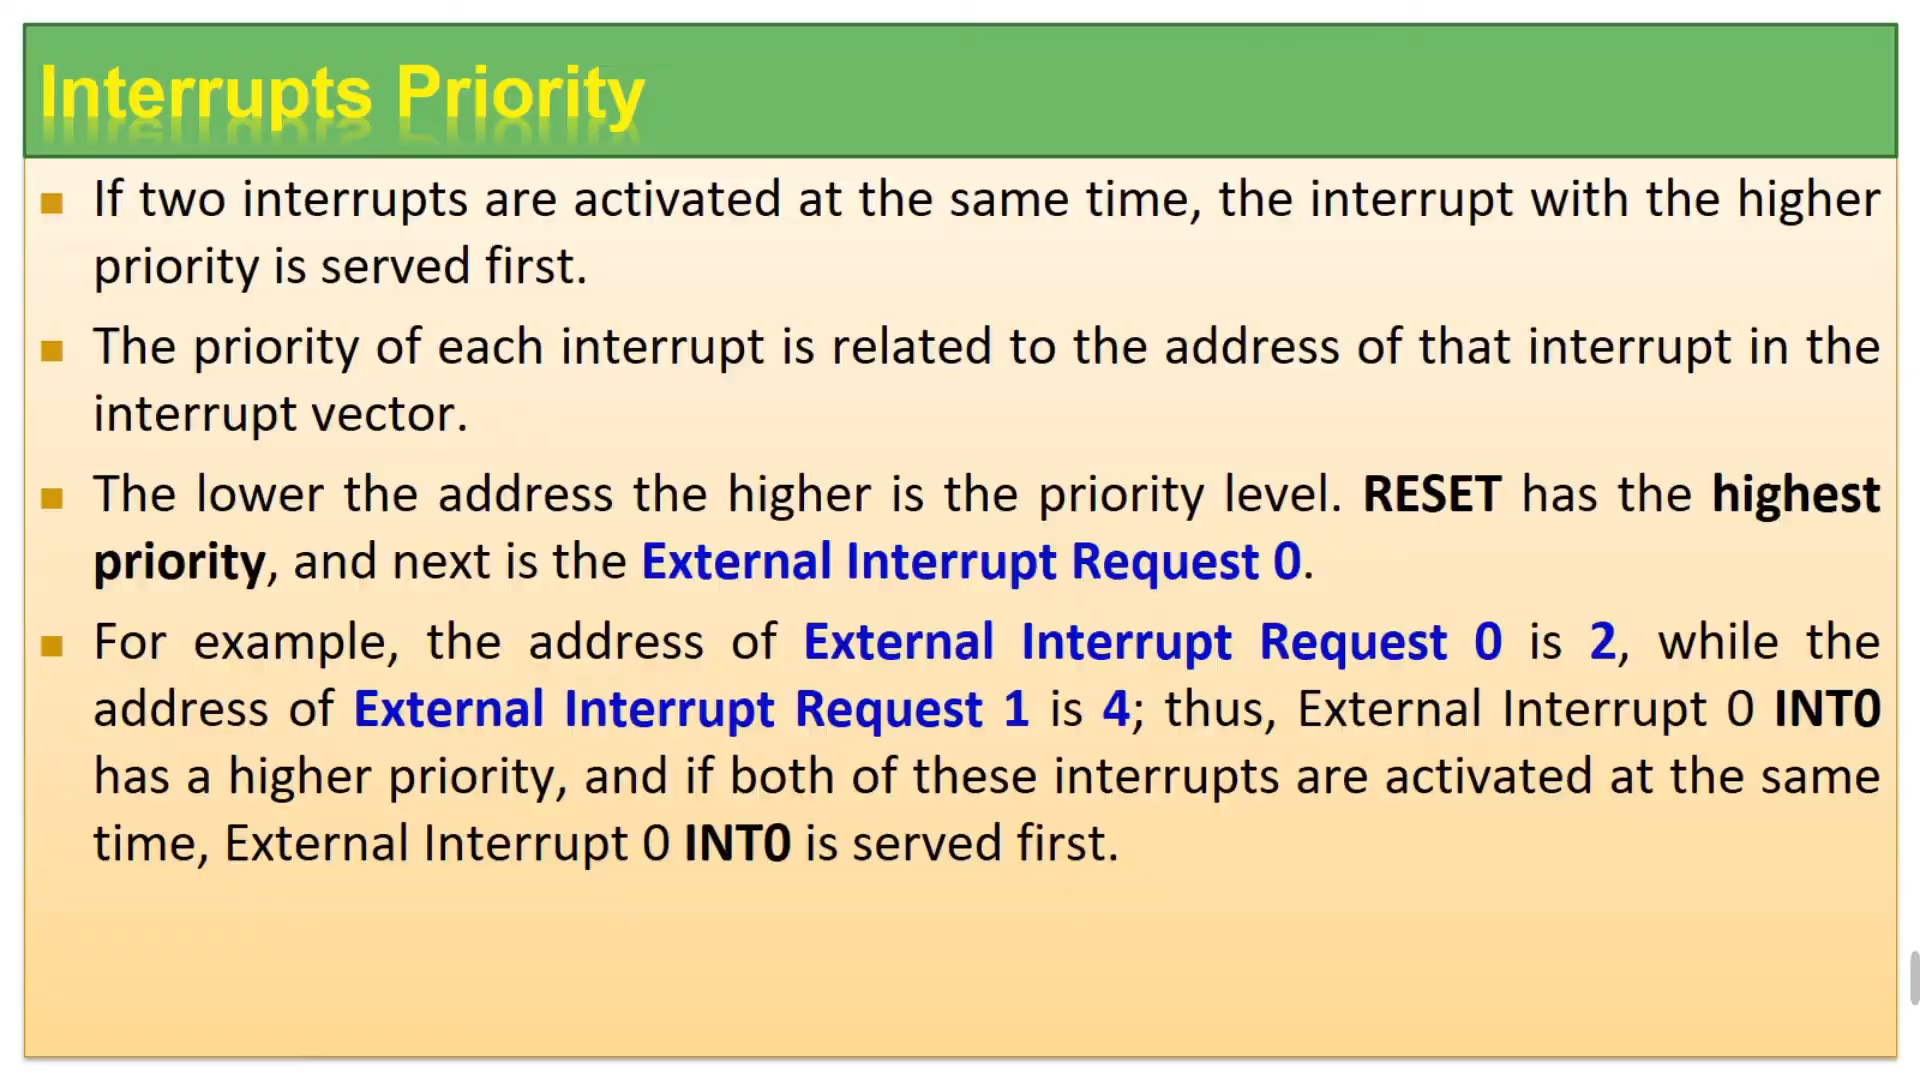 Interrupts Priority
If two interrupts are activated at the same time, the interrupt with the higher
priority is served first.
The priority of each interrupt is related to the address of that interrupt in the
interrupt vector.
The lower the address the higher is the priority level. RESET has the highest
priority, and next is the External Interrupt Request 0.
For example, the address of External Interrupt Request 0 is 2, while the
address of External Interrupt Request 1 is 4; thus, External Interrupt 0 INT0
has a higher priority, and if both of these interrupts are activated at the same
time, External Interrupt 0 INT0 is served first.